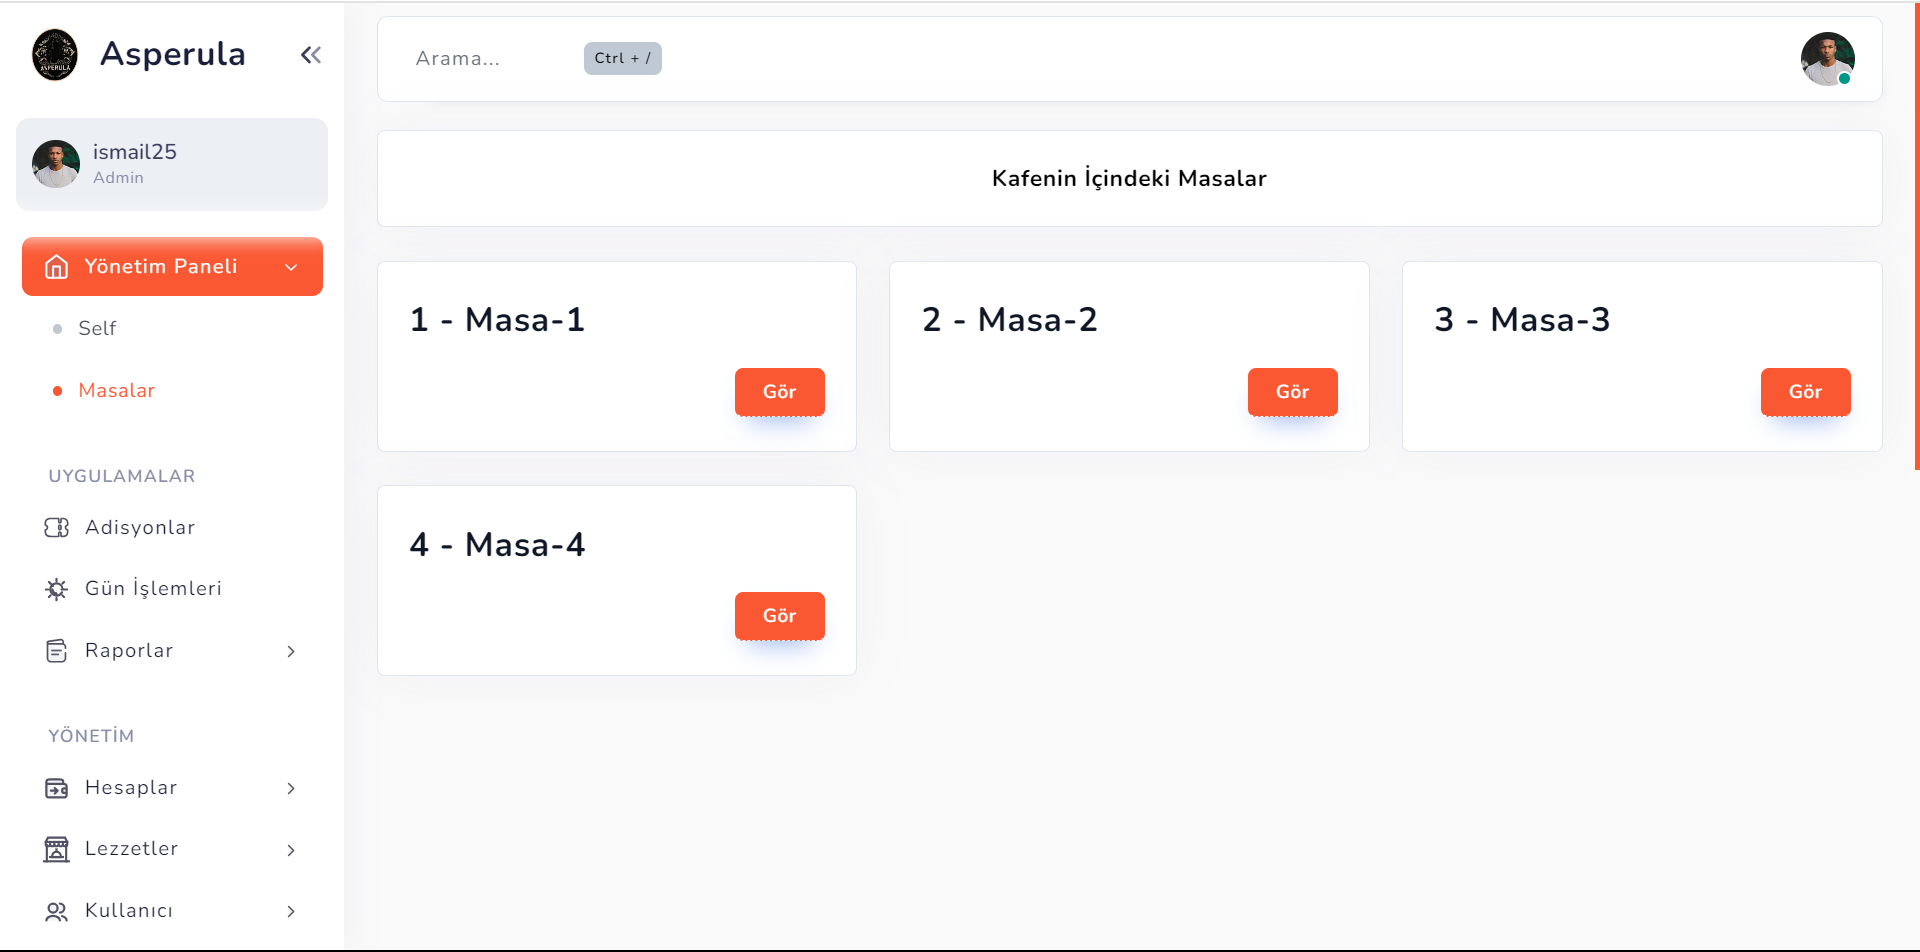 Asperula
ismail25
Admin
Yönetim Paneli
Self
Masalar
UYGULAMALAR
Adisyonlar
Gün İşlemleri
Raporlar
YÖNETİM
Hesaplar
Lezzetler
Kullanıcı
Arama...
Ctrl + /
Kafenin İçindeki Masalar
1 - Masa-1
Gör
2 - Masa-2
Gör
3 - Masa-3
Gör
4 - Masa-4
Gör